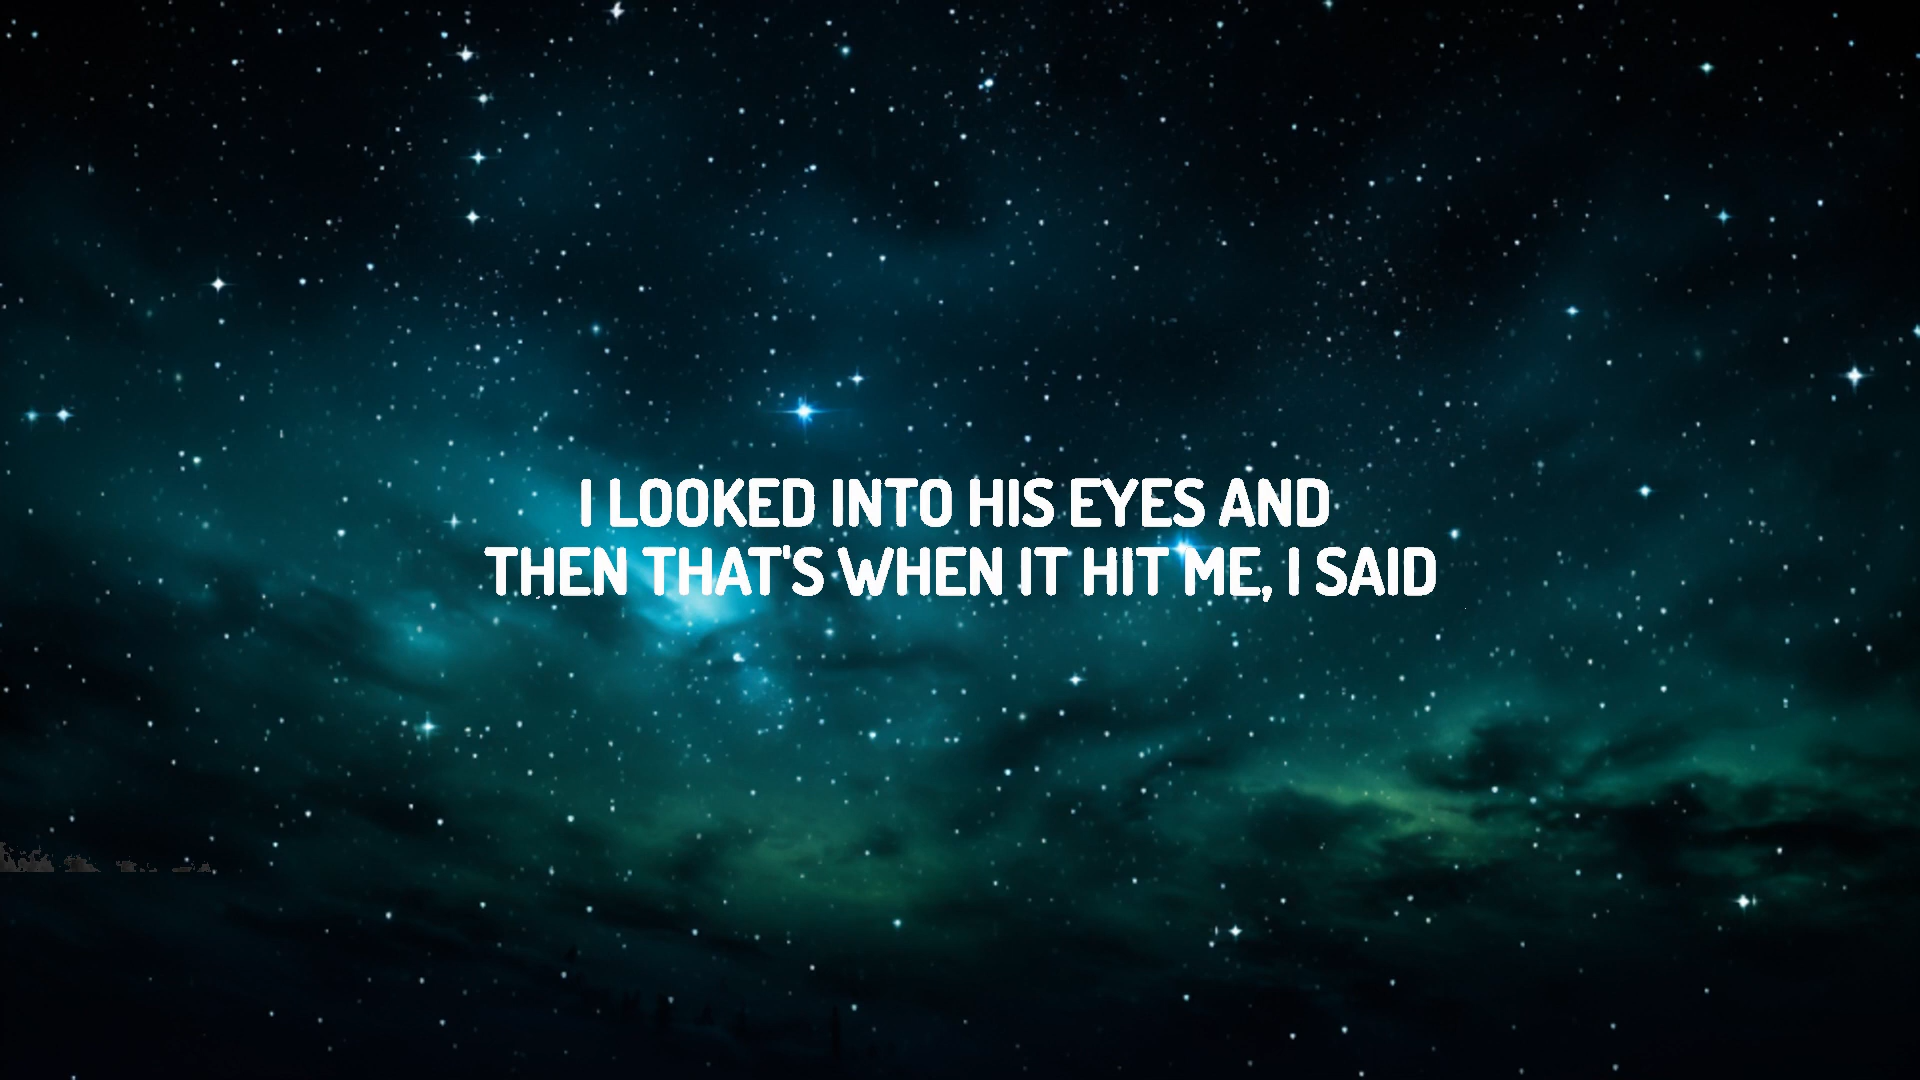 I LOOKED INTO HIS EYES AND
THEN THAT'S WHEN IT HIT ME, I SAID